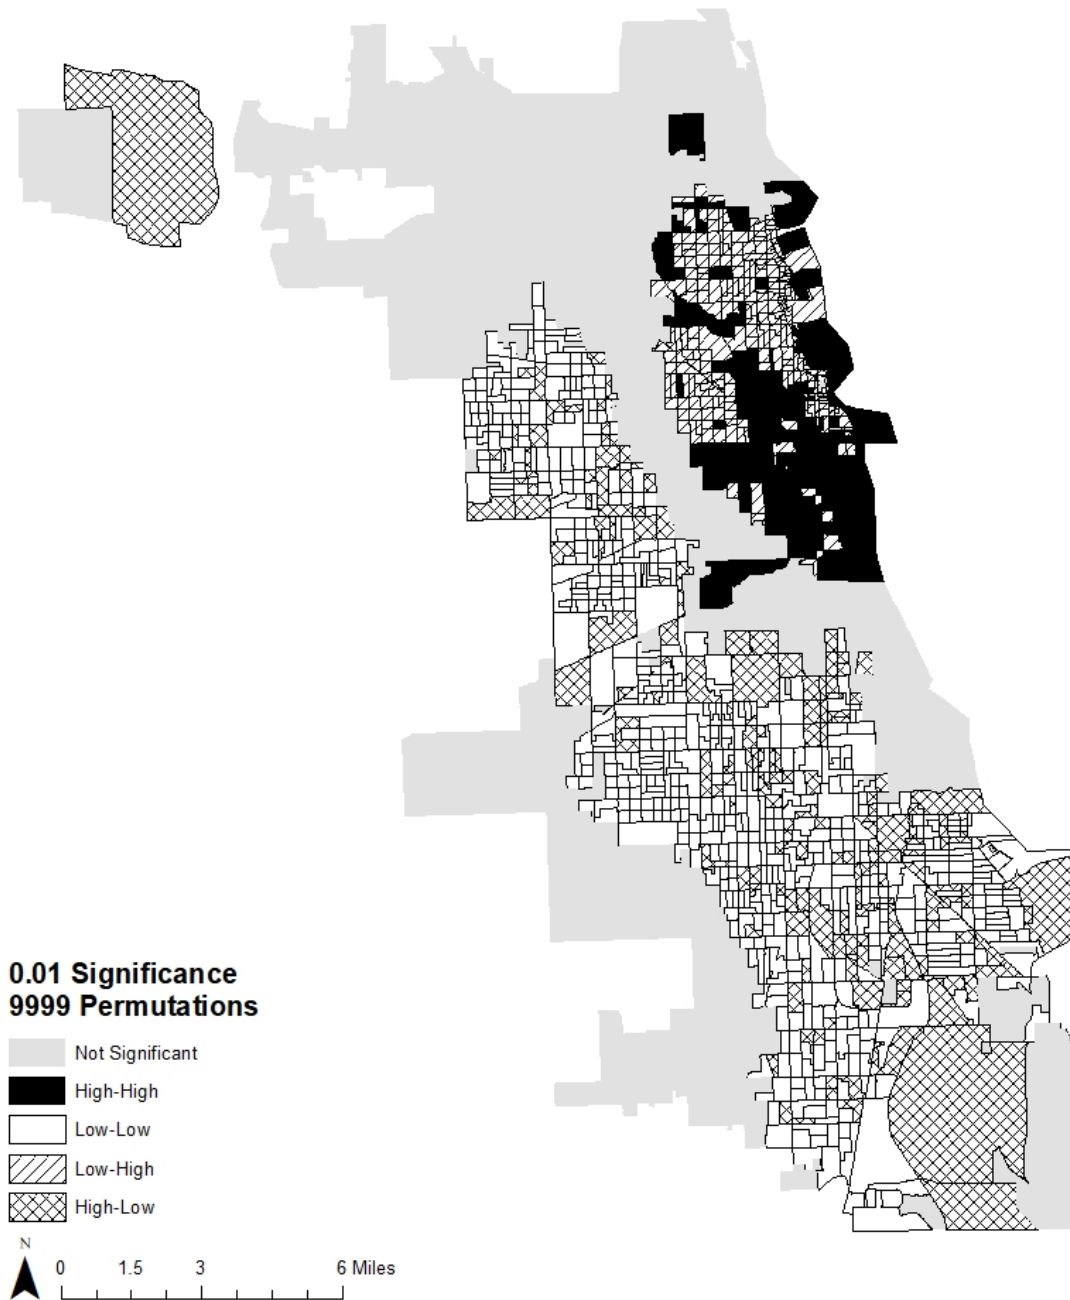 0.01 Significance
9999 Permutations
Not Significant
High-High
Low-Low
Low-High
High-Low
N
0 1.5 3 6 Miles